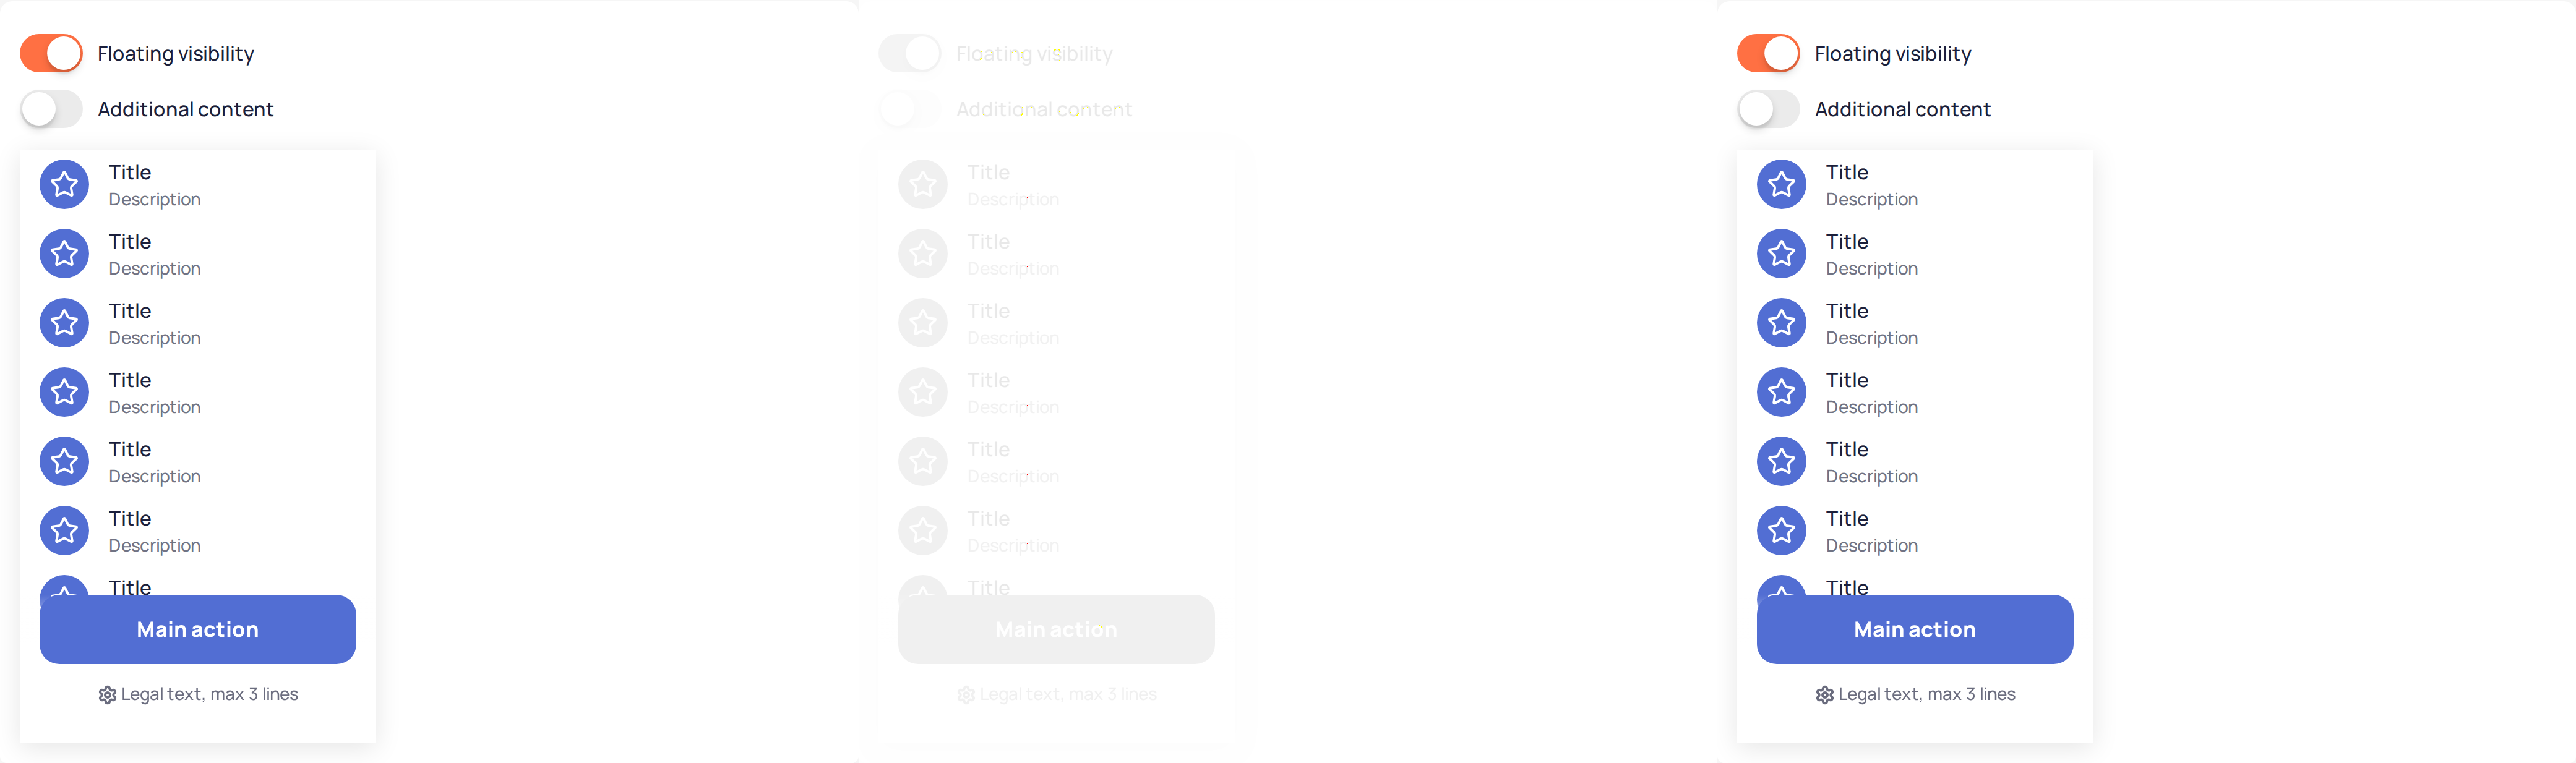 Floating visibility
Additional content
Title
Description
Title
Description
Title
Description
Title
Description
Title
Description
Title
Description
Title
Main action
Legal text, max 3 lines
Floating visibility
Additional content
Title
Description
Title
Description
Title
Description
Title
Description
Title
Description
Title
Description
Title
Main action
Legal text, max 3 lines
Floating visibility
Additional content
Title
Description
Title
Description
Title
Description
Title
Description
Title
Description
Title
Description
Title
Main action
Legal text, max 3 lines